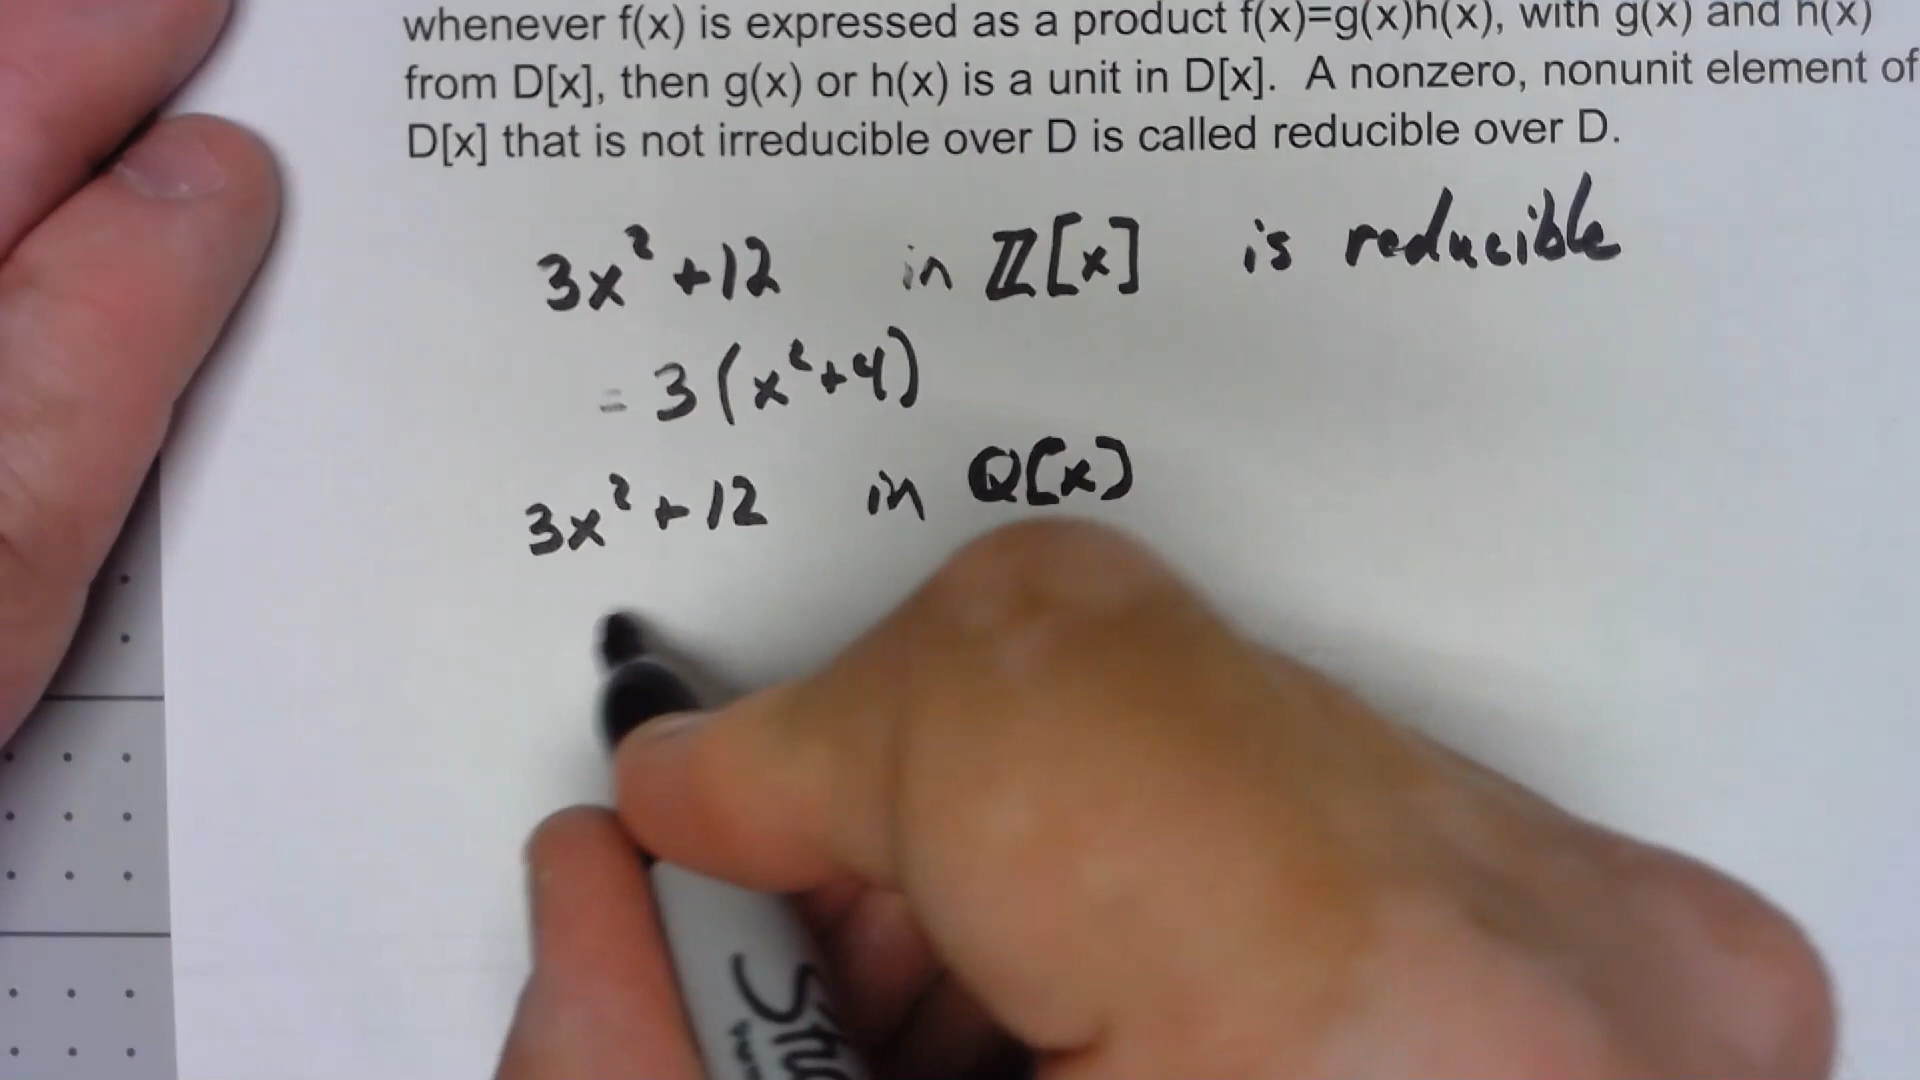 whenever f(x) is expressed as a product f(x)=g(x)h(x), with g(x) and h(x)
from D[x], then g(x) or h(x) is a unit in D[x]. A nonzero, nonunit element of
D[x] that is not irreducible over D is called reducible over D.
3x² +12 in ℤ[x] is reducible
= 3(x²+4)
3x² + 12 in Q[x]